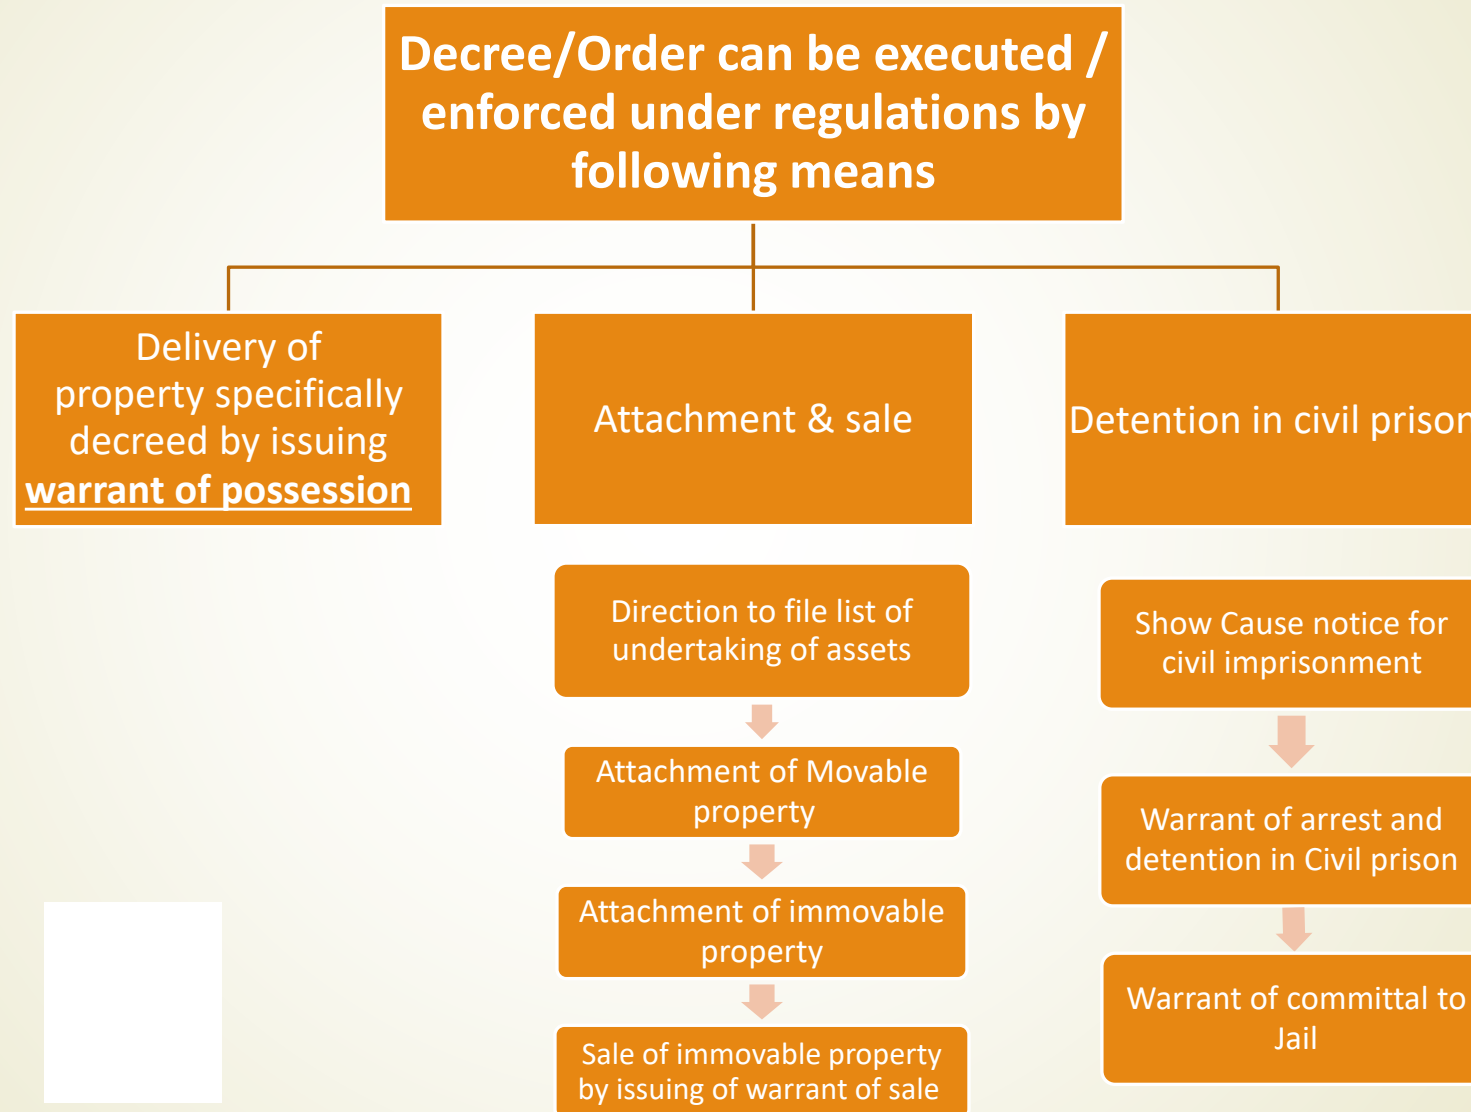 Decree/Order can be executed /
enforced under regulations by
following means
Delivery of
property specifically
decreed by issuing
warrant of possession
Attachment & sale
Detention in civil prison
Direction to file list of
undertaking of assets
Attachment of Movable
property
Attachment of immovable
property
Sale of immovable property
by issuing of warrant of sale
Show Cause notice for
civil imprisonment
Warrant of arrest and
detention in Civil prison
Warrant of committal to
Jail